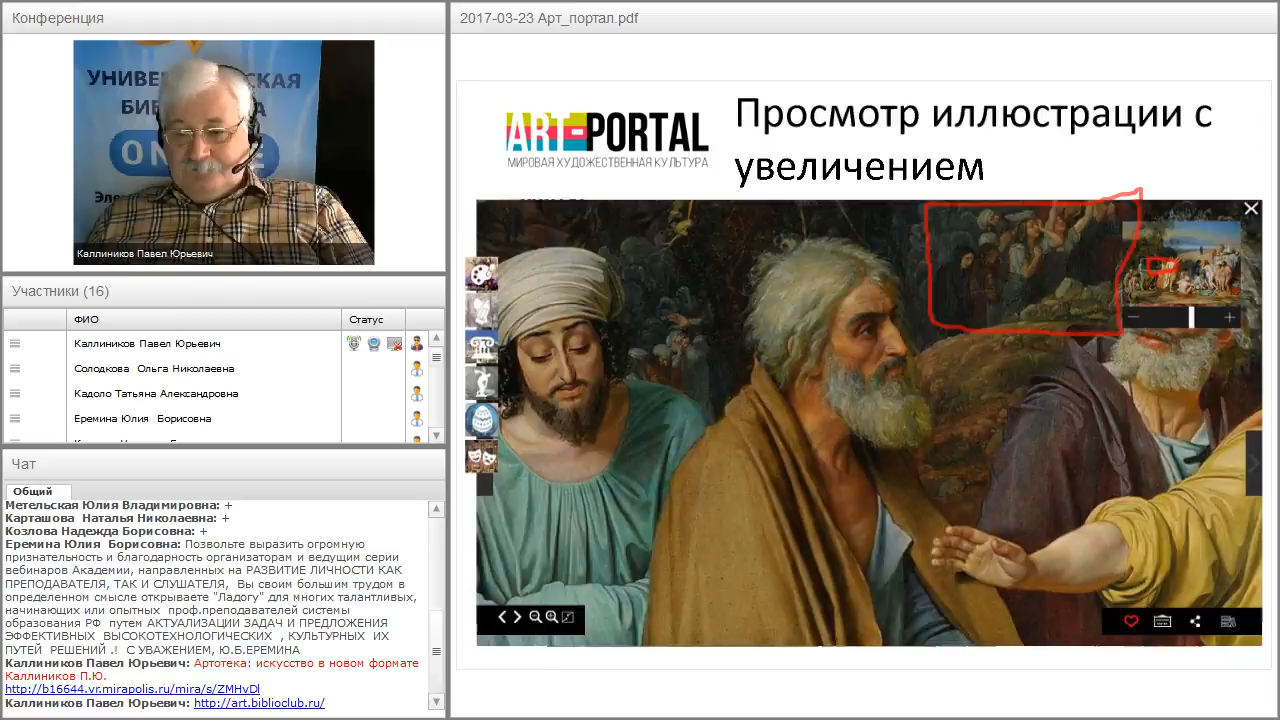 Конференция
УНИВЕ СКАЯ
БИБ КА
Эле
Каллиников Павел Юрьевич
Участники (16)
ФИО
Статус
Каллиников Павел Юрьевич
Солодкова Ольга Николаевна
Кадоло Татьяна Александровна
Еремина Юлия Борисовна
Чат
Общий
Метельская Юлия Владимировна: +
Карташова Наталья Николаевна: +
Козлова Надежда Борисовна: +
Еремина Юлия Борисовна: Позвольте выразить огромную
признательность и благодарность организаторам и ведущим серии
вебинаров Академии, направленных на РАЗВИТИЕ ЛИЧНОСТИ КАК
ПРЕПОДАВАТЕЛЯ, ТАК И СЛУШАТЕЛЯ, Вы своим большим трудом в
определенном смысле открываете "Ладогу" для многих талантливых,
начинающих или опытных проф.преподавателей системы
образования РФ путем АКТУАЛИЗАЦИИ ЗАДАЧ И ПРЕДЛОЖЕНИЯ
ЭФФЕКТИВНЫХ ВЫСОКОТЕХНОЛОГИЧЕСКИХ , КУЛЬТУРНЫХ ИХ
ПУТЕЙ РЕШЕНИЙ .! С УВАЖЕНИЕМ, Ю.Б.ЕРЕМИНА
Каллиников Павел Юрьевич: Артотека: искусство в новом формате
Каллиников П.Ю.
http://b16644.vr.mirapolis.ru/mira/s/ZMHvDl
Каллиников Павел Юрьевич: http://art.biblioclub.ru/
2017-03-23 Арт_портал.pdf
ART-PORTAL
МИРОВАЯ ХУДОЖЕСТВЕННАЯ КУЛЬТУРА
Просмотр иллюстрации с
увеличением